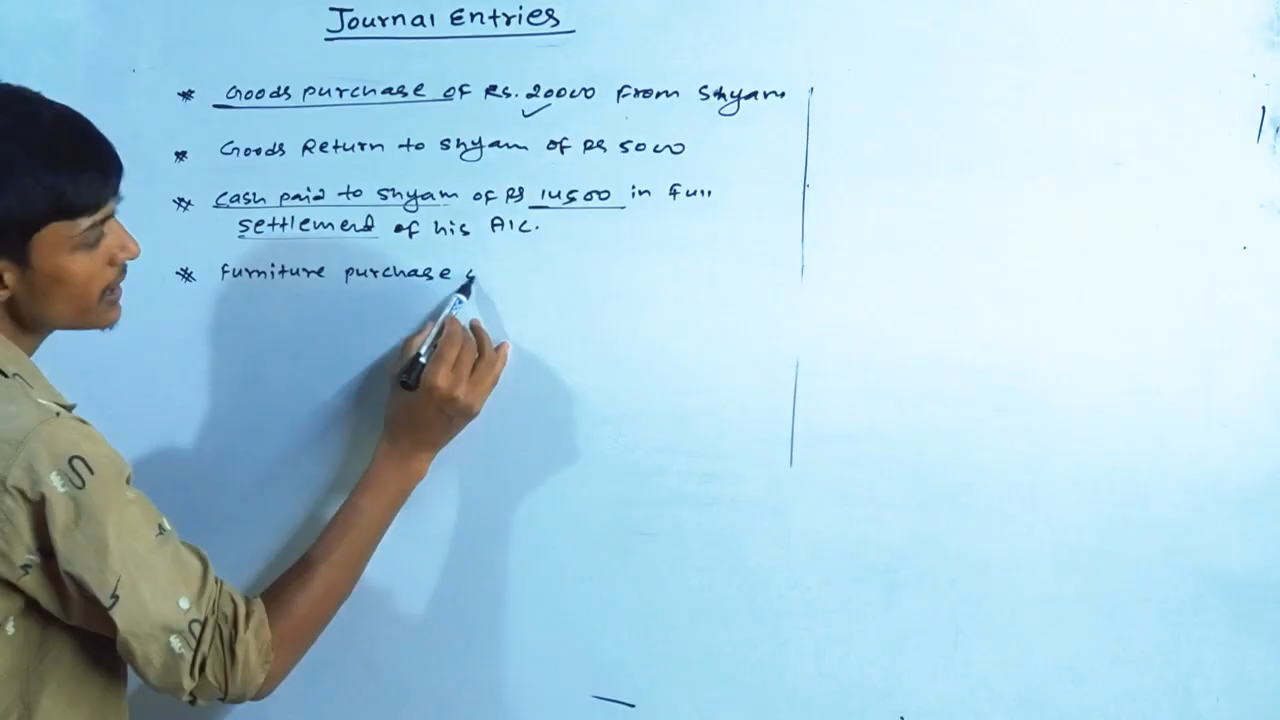 Journal Entries
* Goods purchase of Rs. 20000 from Shyam
* Goods Return to Shyam of Rs 5000
* Cash paid to Shyam of Rs 14500 in full
settlement of his A/c.
* Furniture purchase